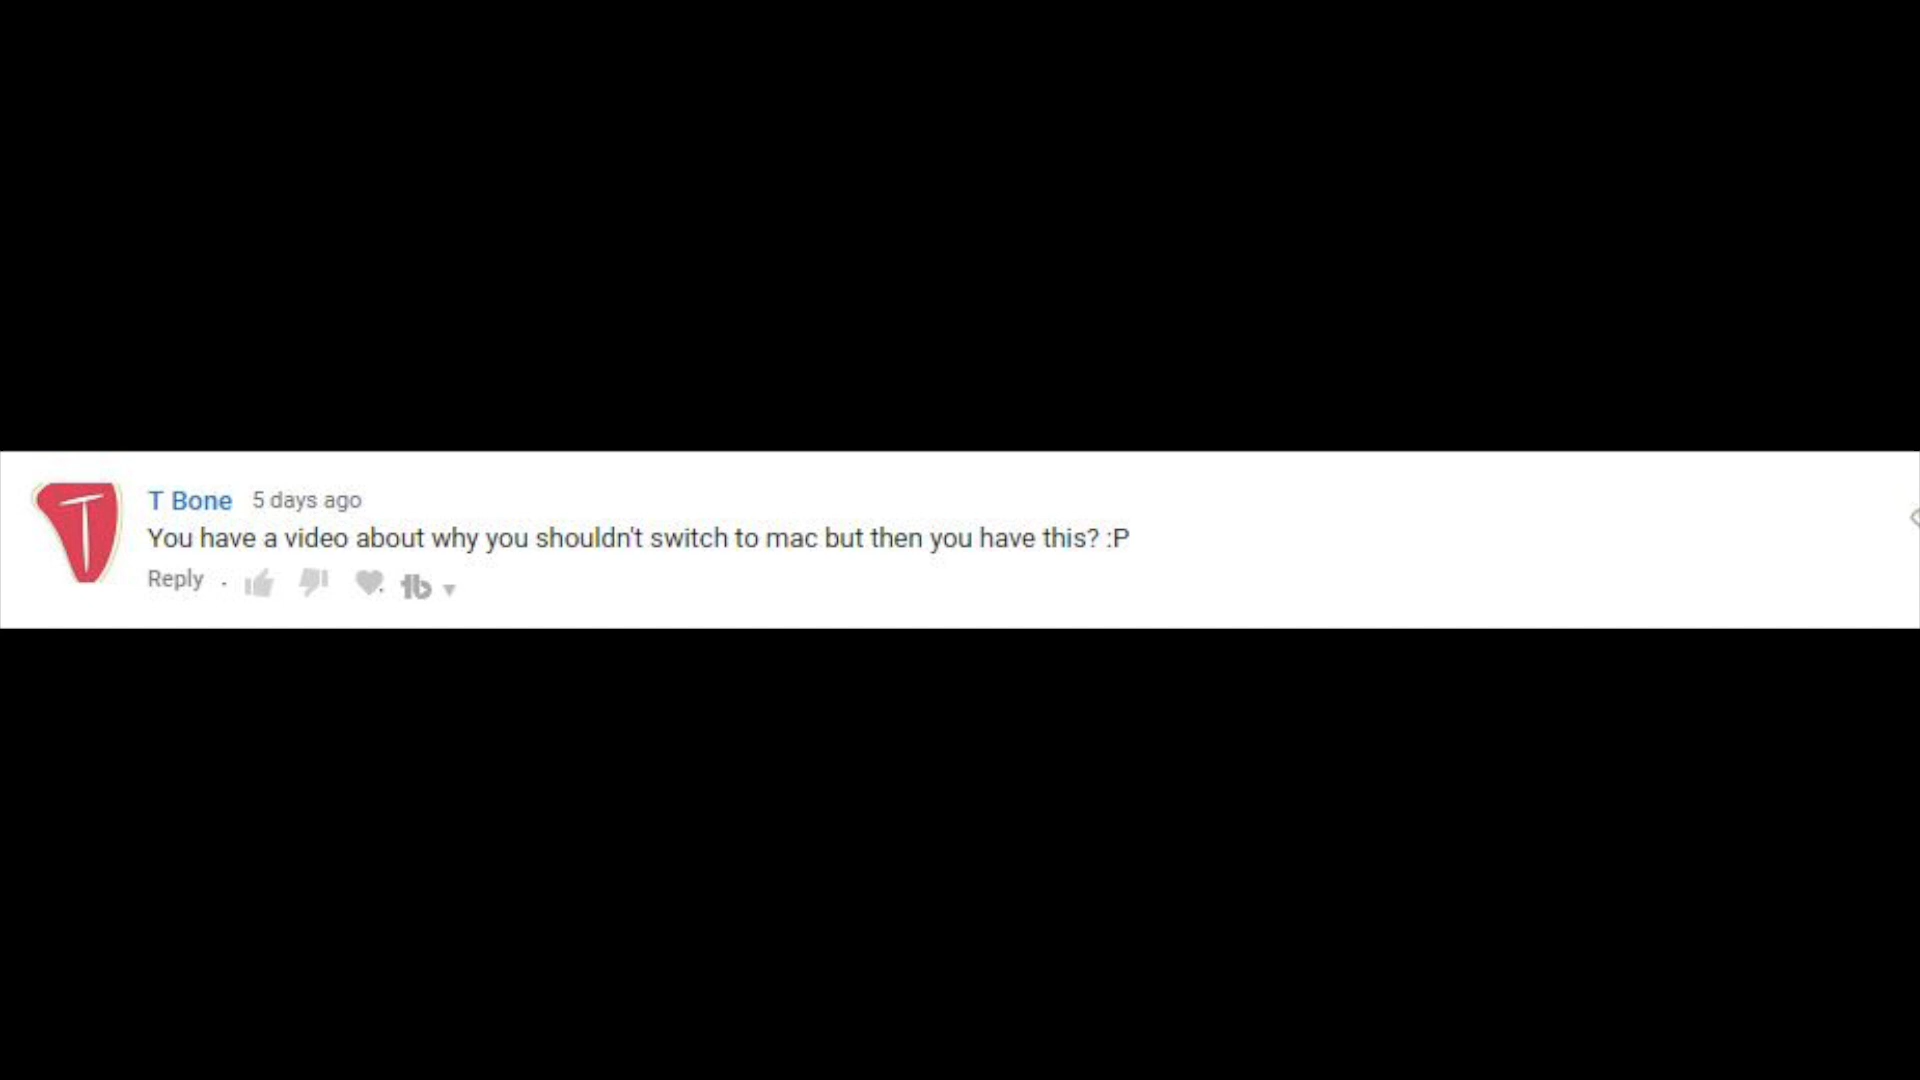 T
T Bone 5 days ago
You have a video about why you shouldn't switch to mac but then you have this? :P
Reply . tb